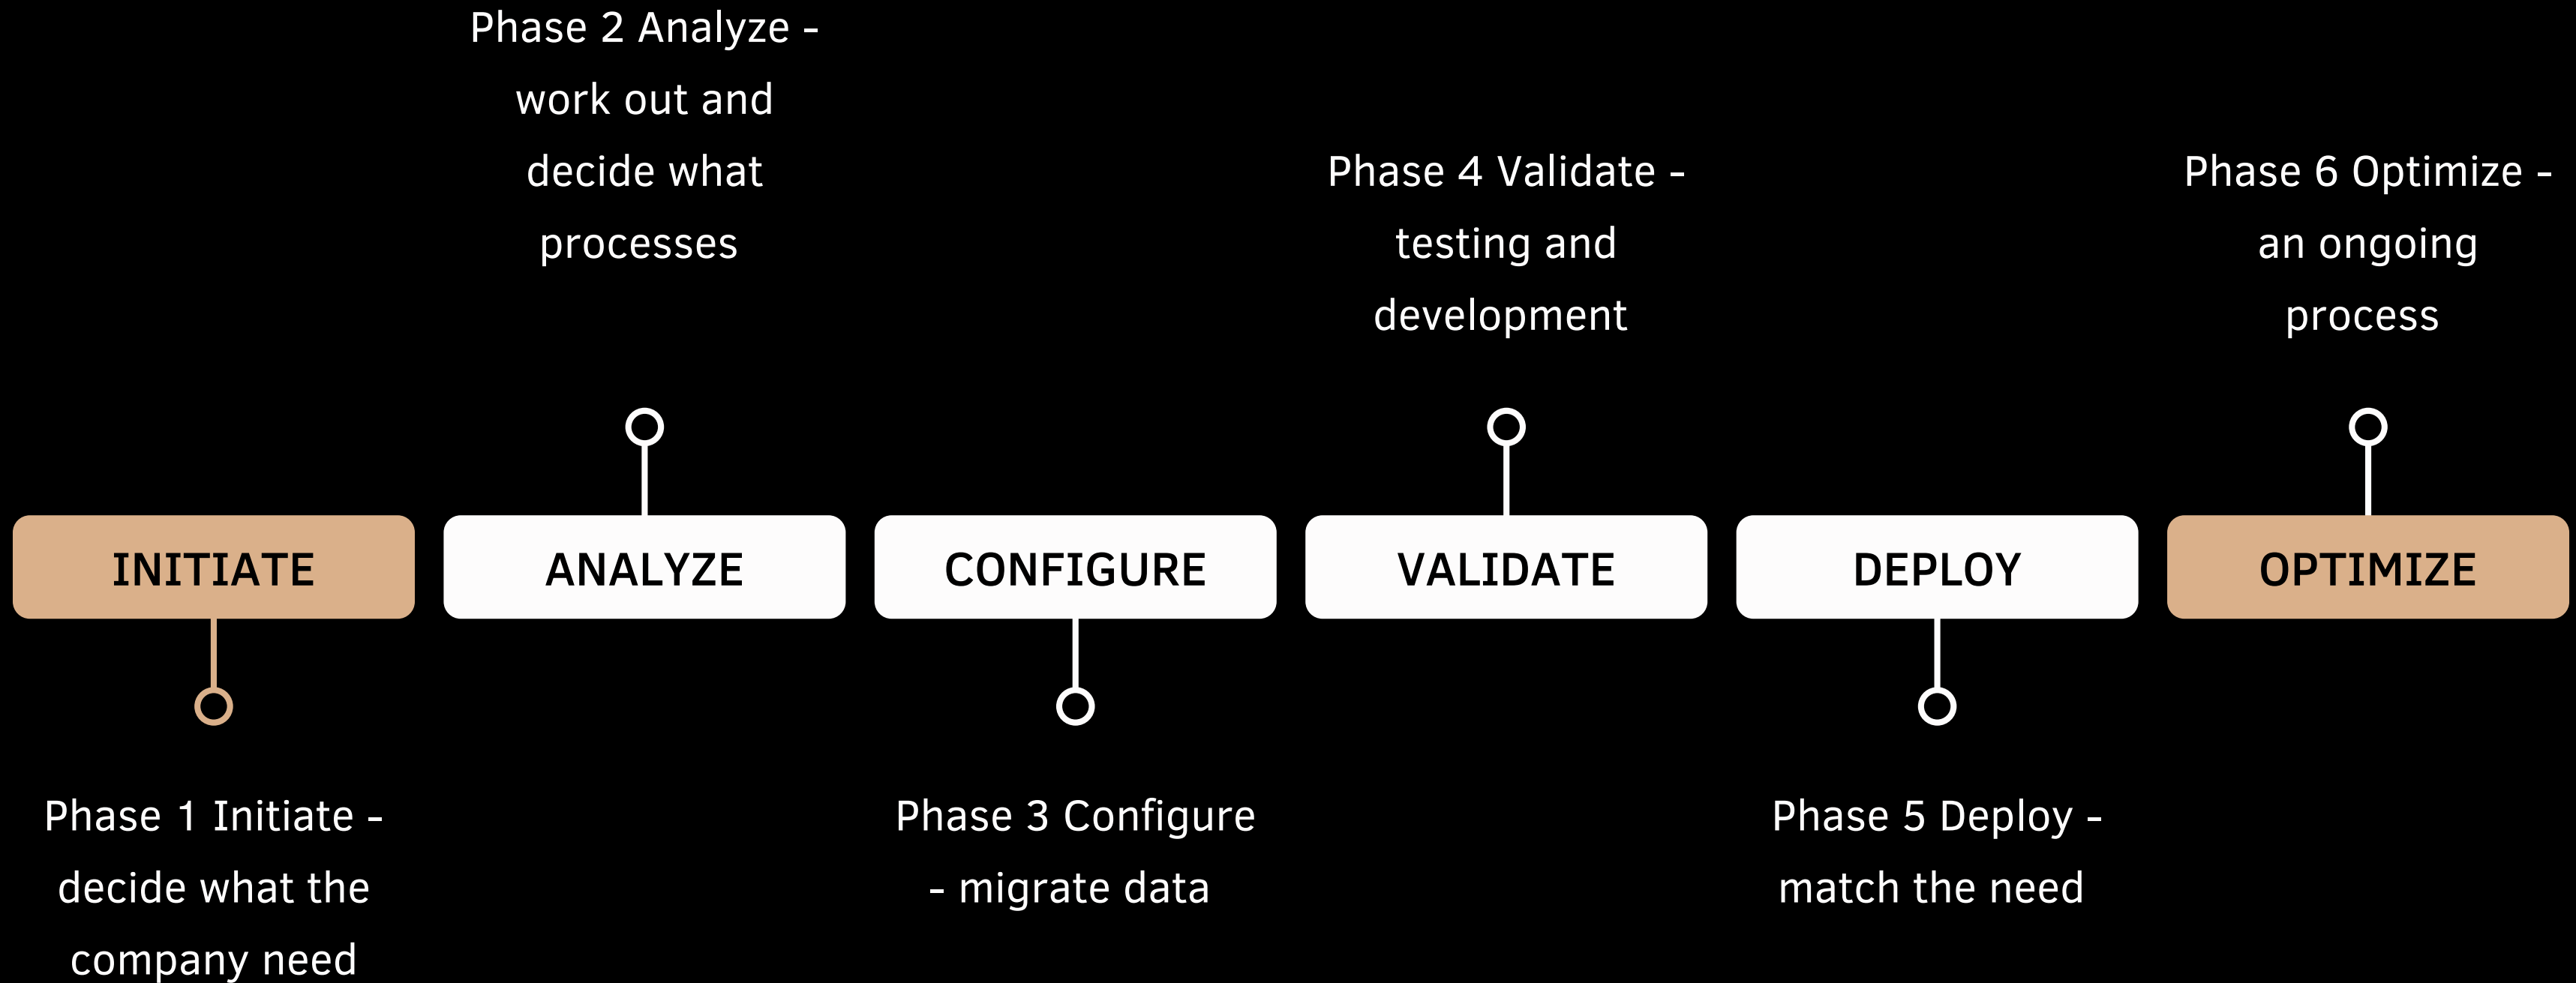 Phase 2 Analyze -
work out and
decide what
processes
Phase 4 Validate -
testing and
development
Phase 6 Optimize -
an ongoing
process
INITIATE
ANALYZE
CONFIGURE
VALIDATE
DEPLOY
OPTIMIZE
Phase 1 Initiate -
decide what the
company need
Phase 3 Configure
- migrate data
Phase 5 Deploy -
match the need